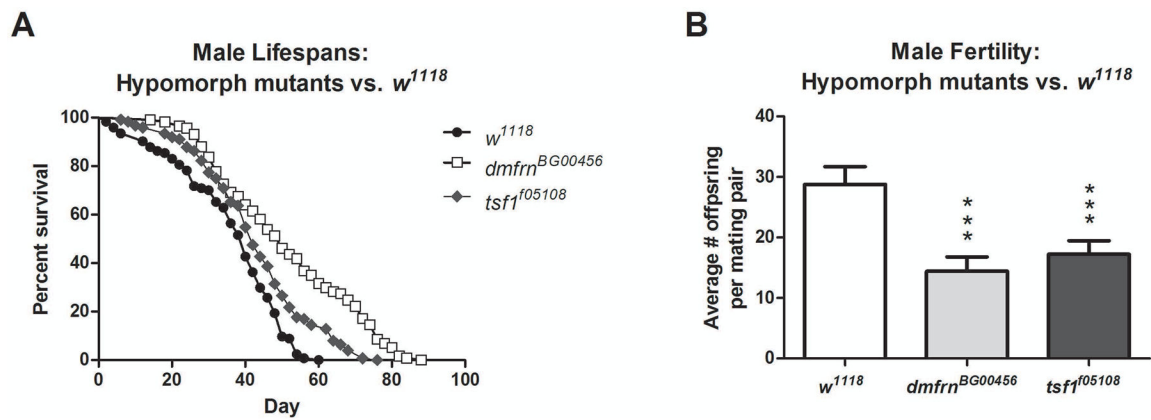 A
Male Lifespans:
Hypomorph mutants vs. w1118
Percent survival
100
80
60
40
20
0
0 20 40 60 80 100
Day
w1118
dmfrnBG00456
tsf1f05108
B
Male Fertility:
Hypomorph mutants vs. w1118
Average # offpsring
per mating pair
40
30
20
10
0
***
***
w1118 dmfrnBG00456 tsf1f05108